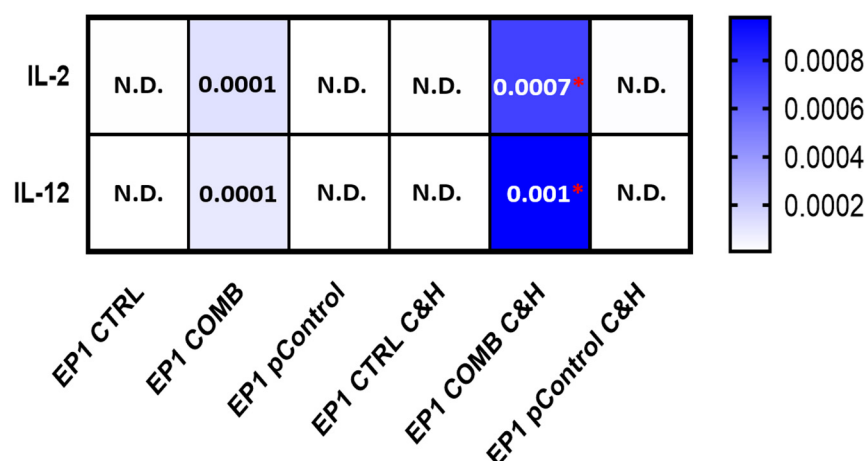 IL-2 N.D. 0.0001 N.D. N.D. 0.0007* N.D.
IL-12 N.D. 0.0001 N.D. N.D. 0.001* N.D.
EP1 CTRL
EP1 COMB
EP1 pControl
EP1 CTRL C&H
EP1 COMB C&H
EP1 pControl C&H
0.0008
0.0006
0.0004
0.0002